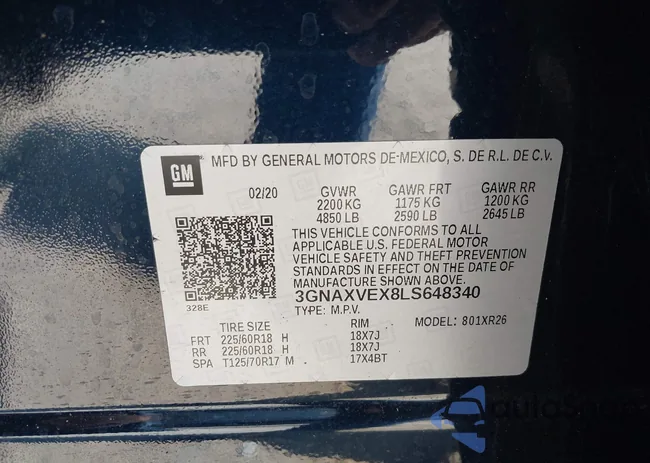 GM MFD BY GENERAL MOTORS DE-MEXICO, S. DE R.L. DE C.V.
02/20 GVWR GAWR FRT GAWR RR
2200 KG 1175 KG 1200 KG
4850 LB 2590 LB 2645 LB
THIS VEHICLE CONFORMS TO ALL
APPLICABLE U.S. FEDERAL MOTOR
VEHICLE SAFETY AND THEFT PREVENTION
STANDARDS IN EFFECT ON THE DATE OF
MANUFACTURE SHOWN ABOVE.
328E
3GNAXVEX8LS648340
TYPE: M.P.V.
TIRE SIZE RIM MODEL: 801XR26
FRT 225/60R18 H 18X7J
RR 225/60R18 H 18X7J
SPA T125/70R17 M 17X4BT